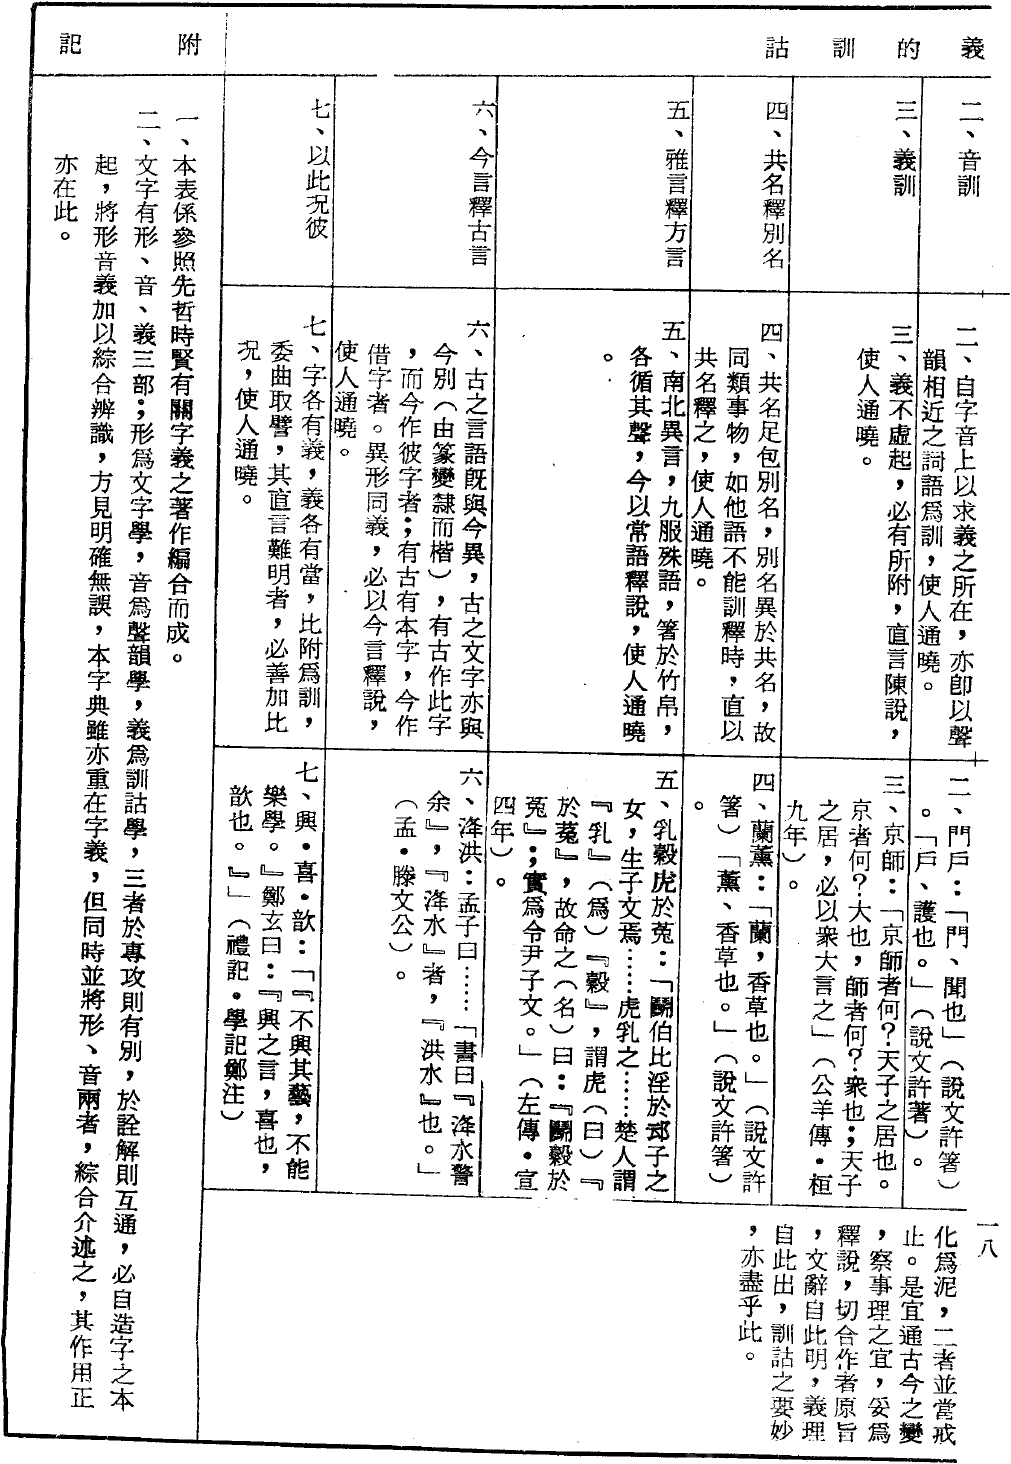 義的訓詁
二、音訓
三、義訓
四、共名釋別名
五、雅言釋方言
六、今言釋古言
七、以此況彼
二、自字音上以求義之所在，亦卽以聲
韻相近之詞語爲訓，使人通曉。
三、義不虛起，必有所附，直言陳說，
使人通曉。
四、共名足包別名，別名異於共名，故
同類事物，如他語不能訓釋時，直以
共名釋之，使人通曉。
五、南北異言，九服殊語，箸於竹帛，
各循其聲，今以常語釋說，使人通曉
。
六、古之言語旣與今異，古之文字亦與
今別（由篆變隸而楷），有古作此字
，而今作彼字者；有古有本字，今作
借字者。異形同義，必以今言釋說，
使人通曉。
七、字各有義，義各有當，比附爲訓，
委曲取譬，其直言難明者，必善加比
況，使人通曉。
二、門戶：「門、聞也」（說文許箸）
。「戶、護也。」（說文許著）。
三、京師：「京師者何？天子之居也。
京者何？大也，師者何？衆也；天子
之居，必以衆大言之」（公羊傳・桓
九年）。
四、蘭薰：「蘭，香草也。」（說文許
箸）「薰、香草也。」（說文許箸）
。
五、乳穀虎於菟：「鬭伯比淫於䢵子之
女，生子文焉……虎乳之……楚人謂
『乳』（爲）『穀』，謂虎（曰）『
於菟』，故命之（名）曰：『鬭穀於
菟』；實爲令尹子文。」（左傳・宣
四年）。
六、洚洪：孟子曰……「書曰『洚水警
余』，『洚水』者，『洪水』也。」
（孟・滕文公）。
七、興・喜・歆：「『不興其藝，不能
樂學。』鄭玄曰：『興之言，喜也，
歆也。』」（禮記・學記鄭注）
一八
化爲泥，二者並當戒
止。是宜通古今之變
，察事理之宜，妥爲
釋說，切合作者原旨
，文辭自此明，義理
自此出，訓詁之要妙
，亦盡乎此。
附記
一、本表係參照先哲時賢有關字義之著作編合而成。
二、文字有形、音、義三部；形爲文字學，音爲聲韻學，義爲訓詁學，三者於專攻則有別，於詮解則互通，必自造字之本
起，將形音義加以綜合辨識，方見明確無誤，本字典雖亦重在字義，但同時並將形、音兩者，綜合介述之，其作用正
亦在此。